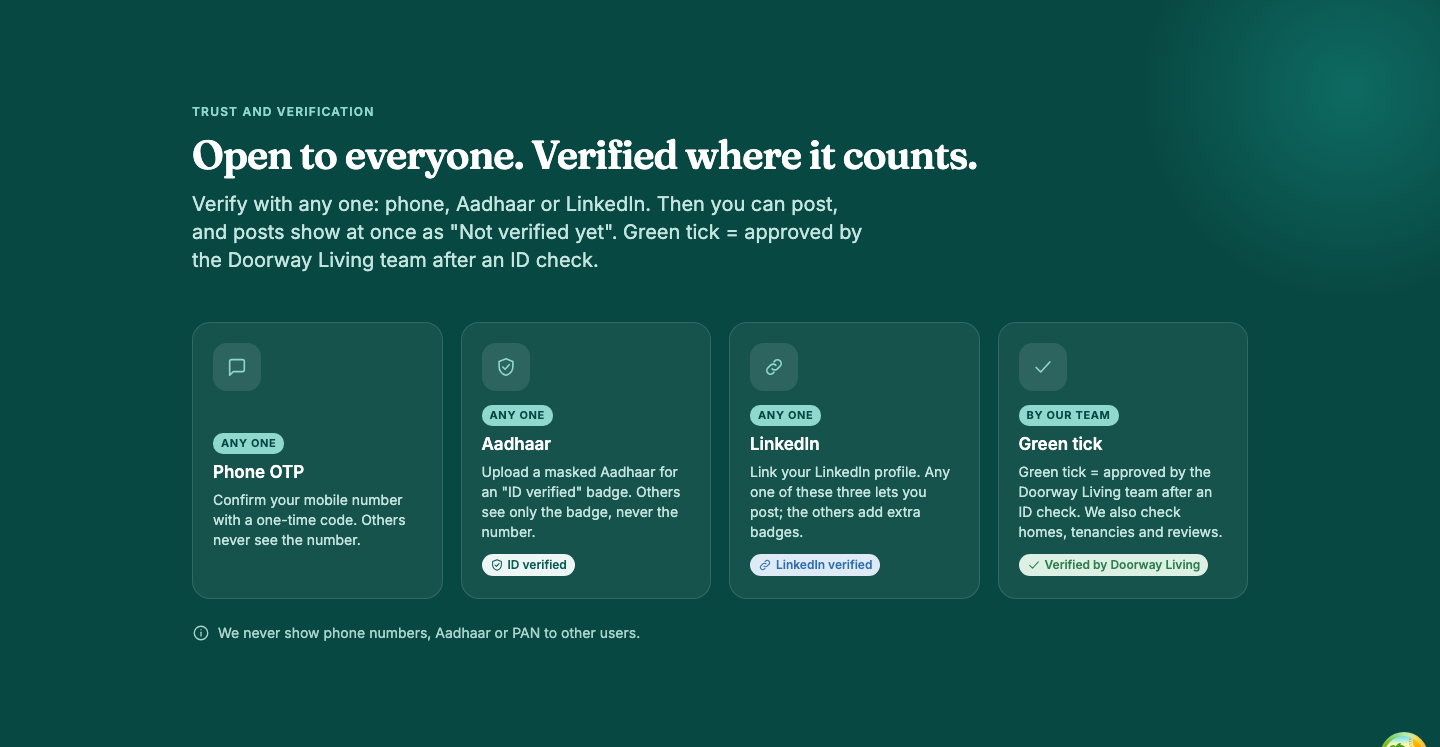 TRUST AND VERIFICATION
Open to everyone. Verified where it counts.
Verify with any one: phone, Aadhaar or LinkedIn. Then you can post,
and posts show at once as "Not verified yet". Green tick = approved by
the Doorway Living team after an ID check.
ANY ONE
Phone OTP
Confirm your mobile number
with a one-time code. Others
never see the number.
ANY ONE
Aadhaar
Upload a masked Aadhaar for
an "ID verified" badge. Others
see only the badge, never the
number.
ID verified
ANY ONE
LinkedIn
Link your LinkedIn profile. Any
one of these three lets you
post; the others add extra
badges.
LinkedIn verified
BY OUR TEAM
Green tick
Green tick = approved by the
Doorway Living team after an
ID check. We also check
homes, tenancies and reviews.
Verified by Doorway Living
We never show phone numbers, Aadhaar or PAN to other users.